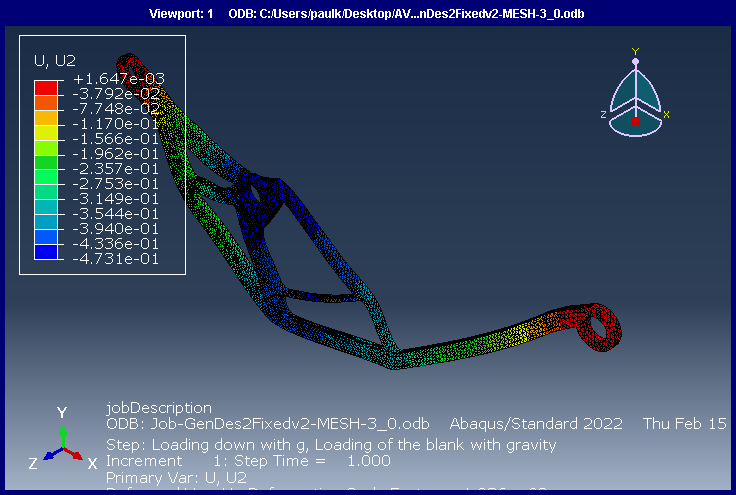 Viewport: 1 ODB: C:/Users/paulk/Desktop/AV...nDes2Fixedv2-MESH-3_0.odb
U, U2
+1.647e-03
-3.792e-02
-7.748e-02
-1.170e-01
-1.566e-01
-1.962e-01
-2.357e-01
-2.753e-01
-3.149e-01
-3.544e-01
-3.940e-01
-4.336e-01
-4.731e-01
Y
Z X
Y
Z X
jobDescription
ODB: Job-GenDes2Fixedv2-MESH-3_0.odb Abaqus/Standard 2022 Thu Feb 15
Step: Loading down with g, Loading of the blank with gravity
Increment 1: Step Time = 1.000
Primary Var: U, U2